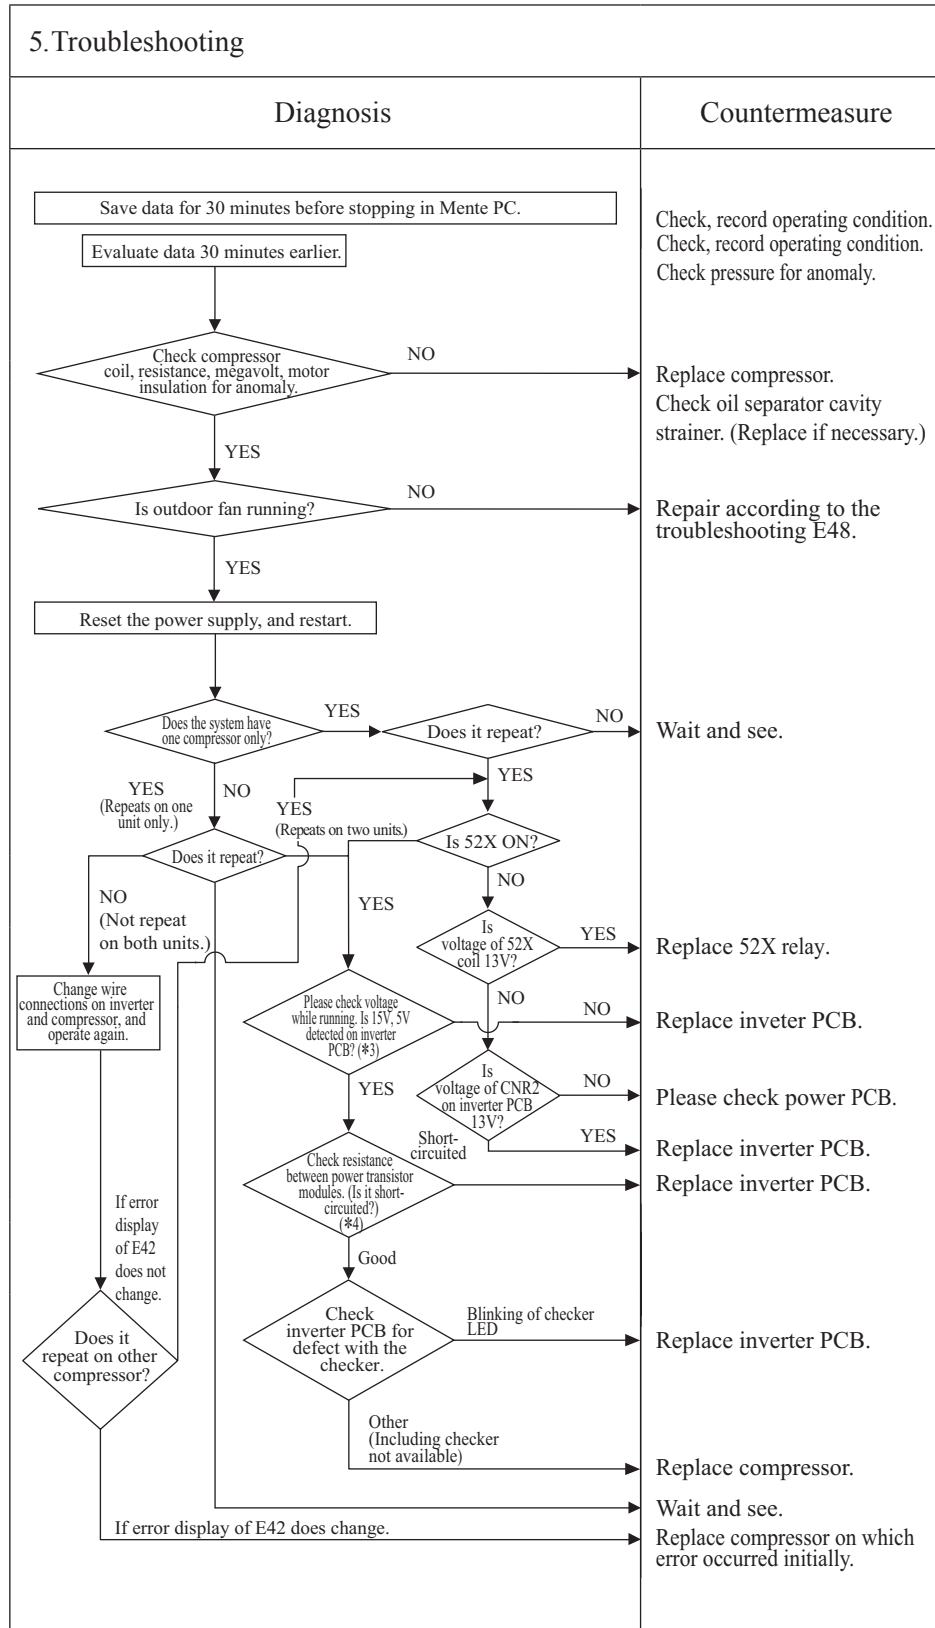 5.Troubleshooting
Diagnosis
Countermeasure
Save data for 30 minutes before stopping in Mente PC.
Check, record operating condition.
Evaluate data 30 minutes earlier.
Check, record operating condition.
Check pressure for anomaly.
Check compressor
coil, resistance, megavolt, motor
insulation for anomaly.
NO
Replace compressor.
Check oil separator cavity
strainer. (Replace if necessary.)
YES
Is outdoor fan running?
NO
Repair according to the
troubleshooting E48.
YES
Reset the power supply, and restart.
Does the system have
one compressor only?
YES
Does it repeat?
NO
Wait and see.
YES
(Repeats on one
unit only.)
NO
YES
(Repeats on two units.)
YES
Does it repeat?
Is 52X ON?
NO
(Not repeat
on both units.)
YES
NO
Is
voltage of 52X
coil 13V?
YES
Replace 52X relay.
NO
Change wire
connections on inverter
and compressor, and
operate again.
Please check voltage
while running. Is 15V, 5V
detected on inverter
PCB? (*3)
NO
Replace inveter PCB.
YES
Is
voltage of CNR2
on inverter PCB
13V?
NO
Please check power PCB.
YES
Replace inverter PCB.
Check resistance
between power transistor
modules. (Is it short-
circuited?)
(*4)
Short-
circuited
Replace inverter PCB.
Good
If error
display
of E42
does not
change.
Does it
repeat on other
compressor?
Check
inverter PCB for
defect with the
checker.
Blinking of checker
LED
Replace inverter PCB.
Other
(Including checker
not available)
Replace compressor.
Wait and see.
If error display of E42 does change.
Replace compressor on which
error occurred initially.